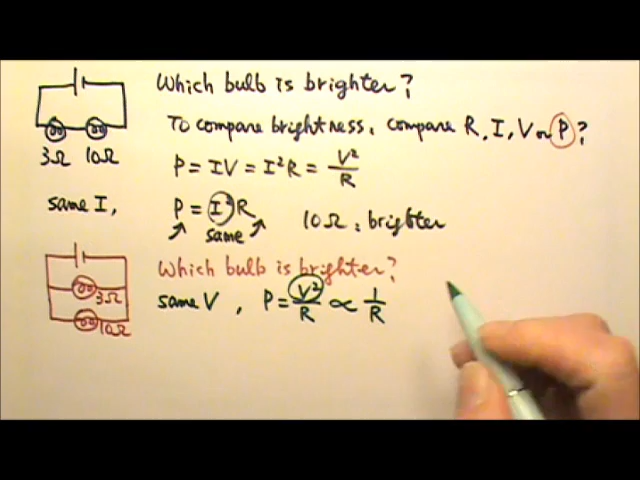 Which bulb is brighter?
To compare brightness, compare R, I, V or P?
3Ω 10Ω
P = IV = I²R = V²/R
same I, P = I²R 10Ω : brighter
same
Which bulb is brighter?
3Ω
same V, P = V²/R ∝ 1/R
10Ω